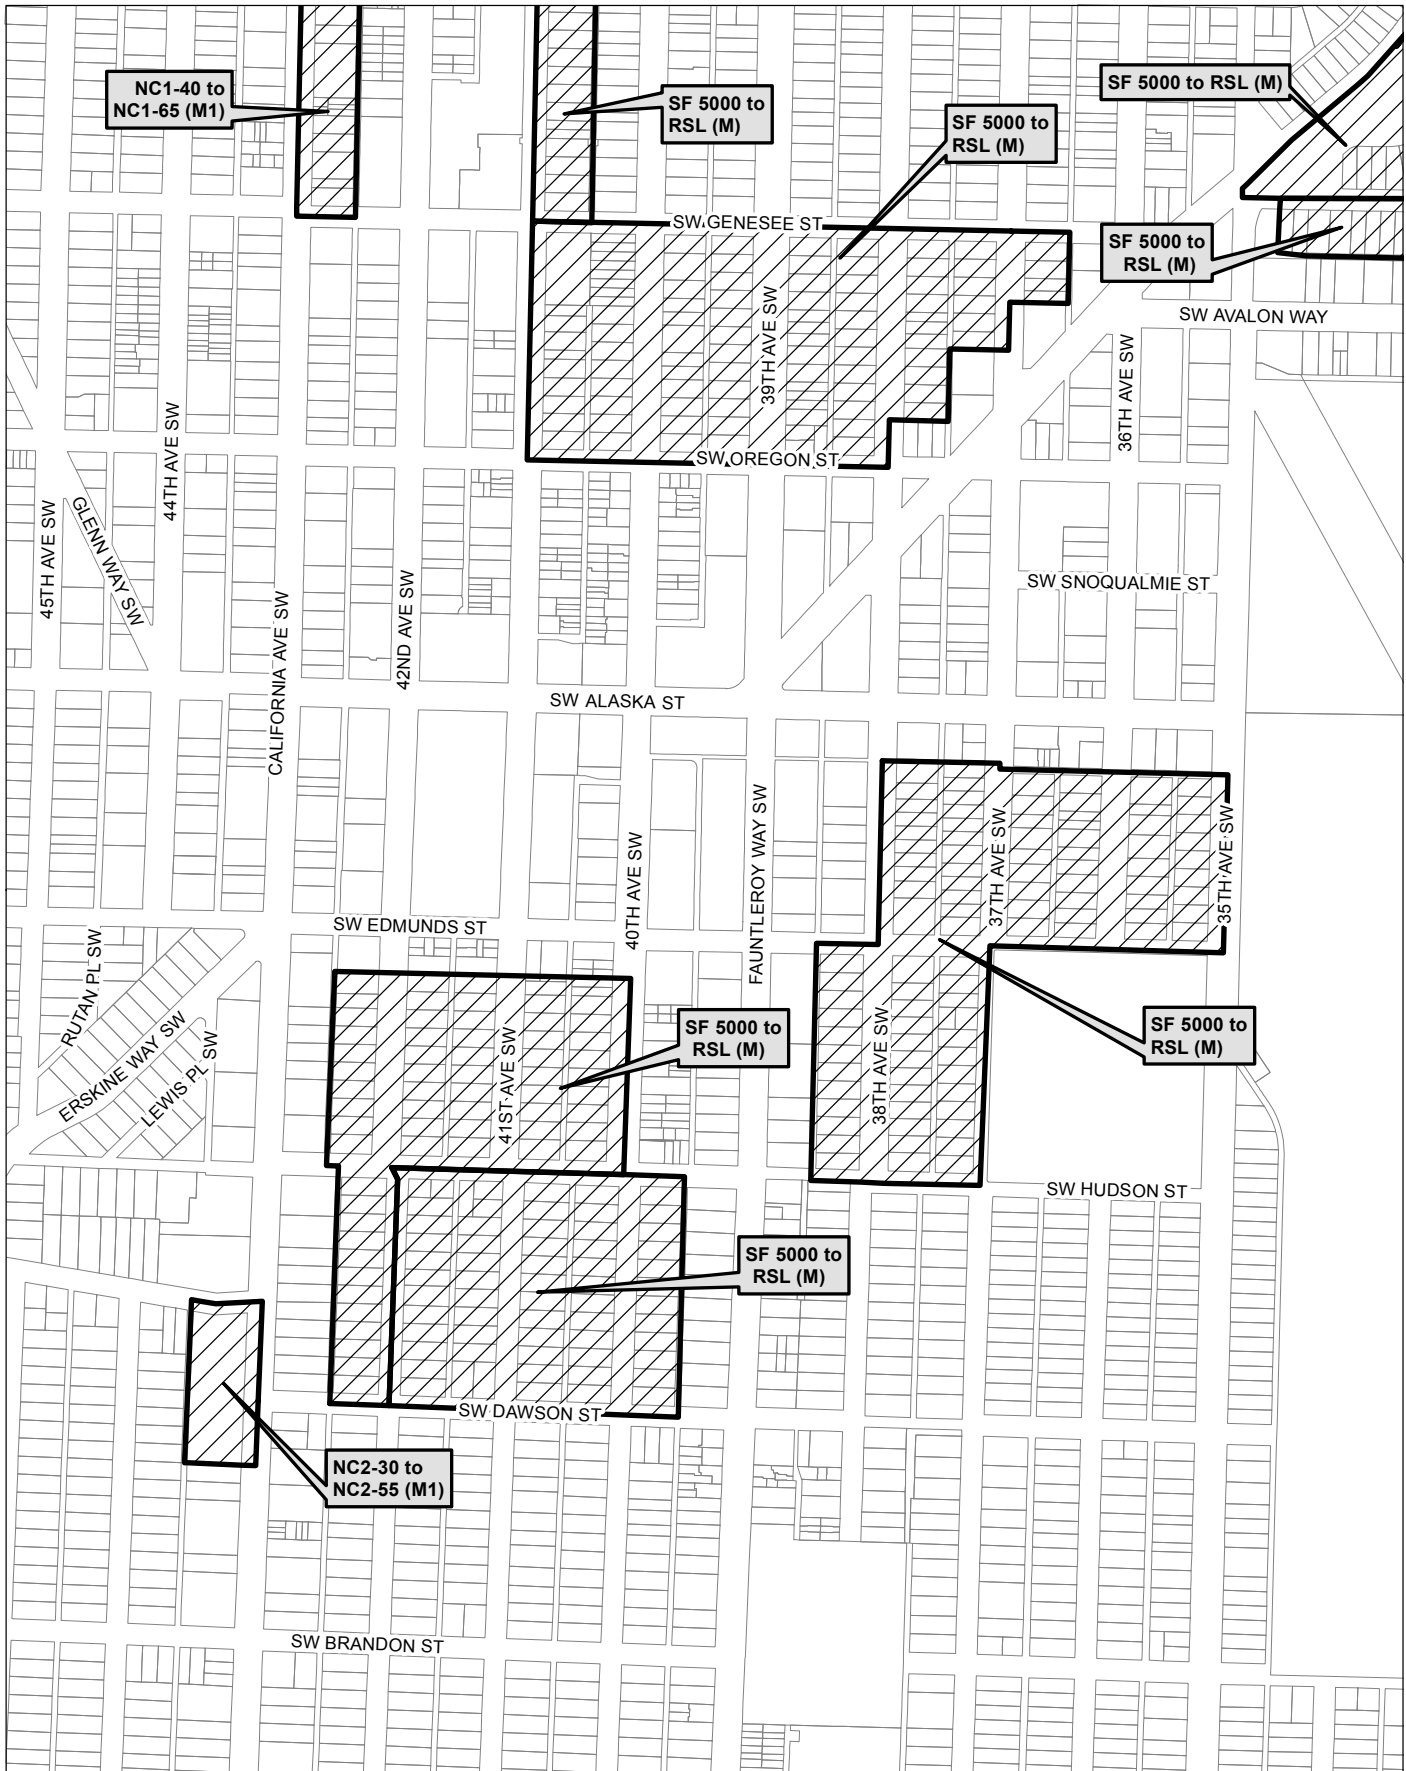 NC1-40 to
NC1-65 (M1)
SF 5000 to
RSL (M)
SF 5000 to
RSL (M)
SF 5000 to RSL (M)
SF 5000 to
RSL (M)
SW GENESEE ST
SW AVALON WAY
39TH AVE SW
36TH AVE SW
44TH AVE SW
SW OREGON ST
45TH AVE SW
GLENN WAY SW
42ND AVE SW
CALIFORNIA AVE SW
SW SNOQUALMIE ST
SW ALASKA ST
40TH AVE SW
FAUNTLEROY WAY SW
37TH AVE SW
35TH AVE SW
SW EDMUNDS ST
RUTAN PL SW
ERSKINE WAY SW
LEWIS PL SW
41ST AVE SW
SF 5000 to
RSL (M)
38TH AVE SW
SF 5000 to
RSL (M)
SW HUDSON ST
SF 5000 to
RSL (M)
SW DAWSON ST
NC2-30 to
NC2-55 (M1)
SW BRANDON ST